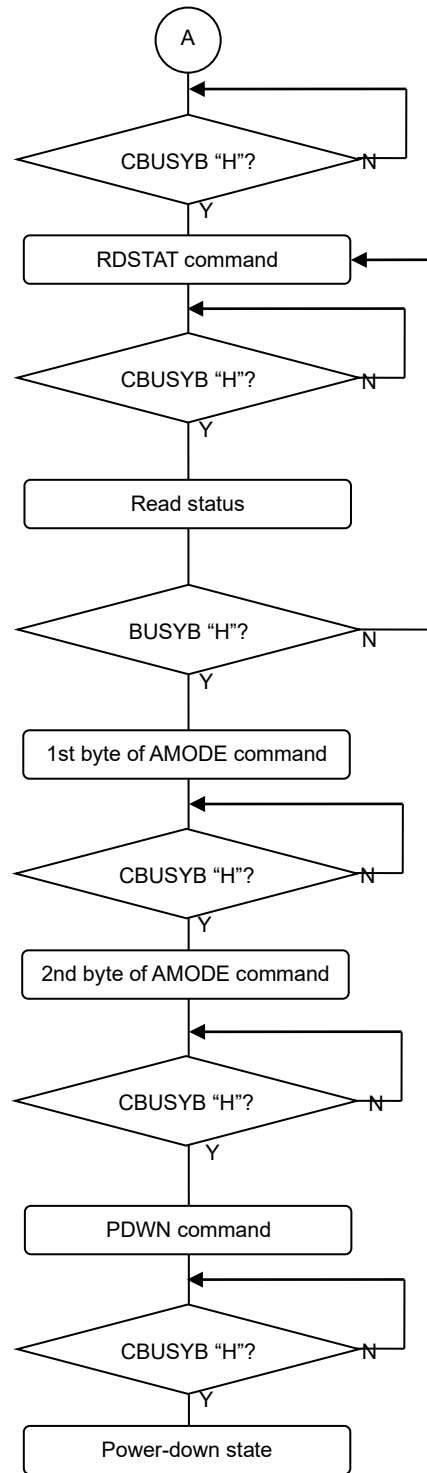 A
CBUSYB “H”?
N
Y
RDSTAT command
CBUSYB “H”?
N
Y
Read status
BUSYB “H”?
N
Y
1st byte of AMODE command
CBUSYB “H”?
N
Y
2nd byte of AMODE command
CBUSYB “H”?
N
Y
PDWN command
CBUSYB “H”?
N
Y
Power-down state